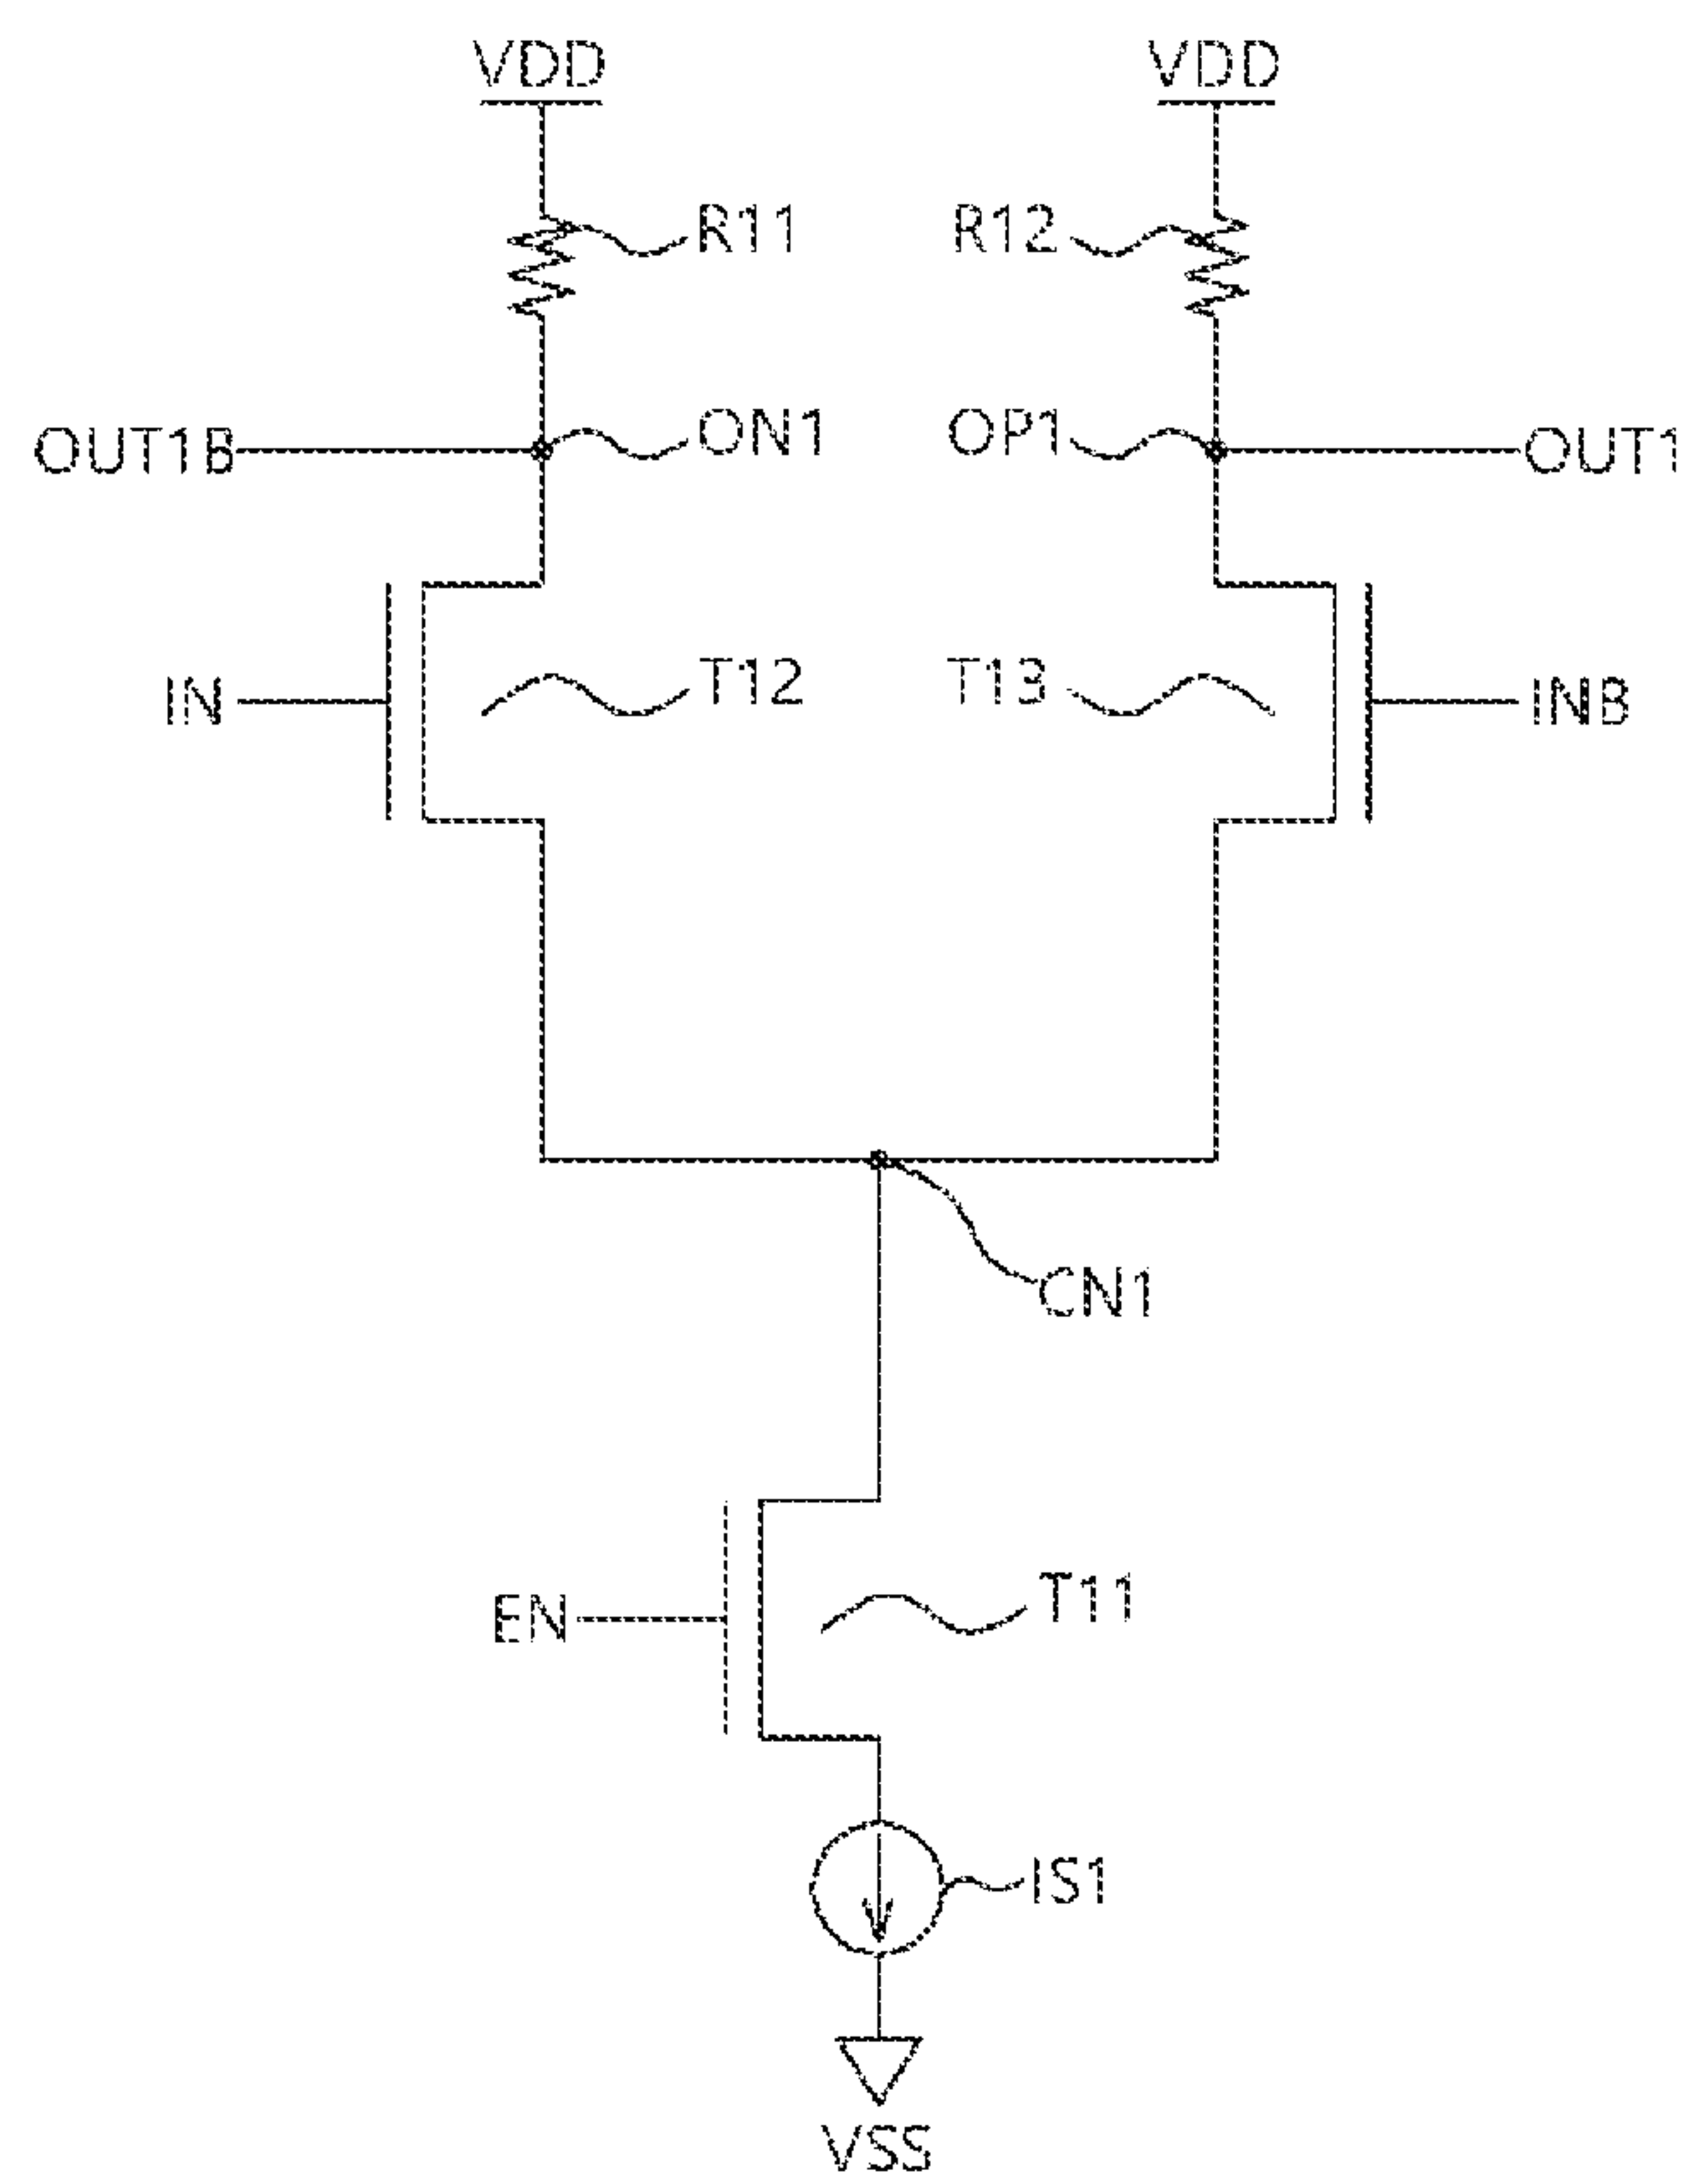 VDD VDD
R11 R12
OUT1B ON1 OP1 OUT1
IN T12 T13 INB
CN1
EN T11
IS1
VSS